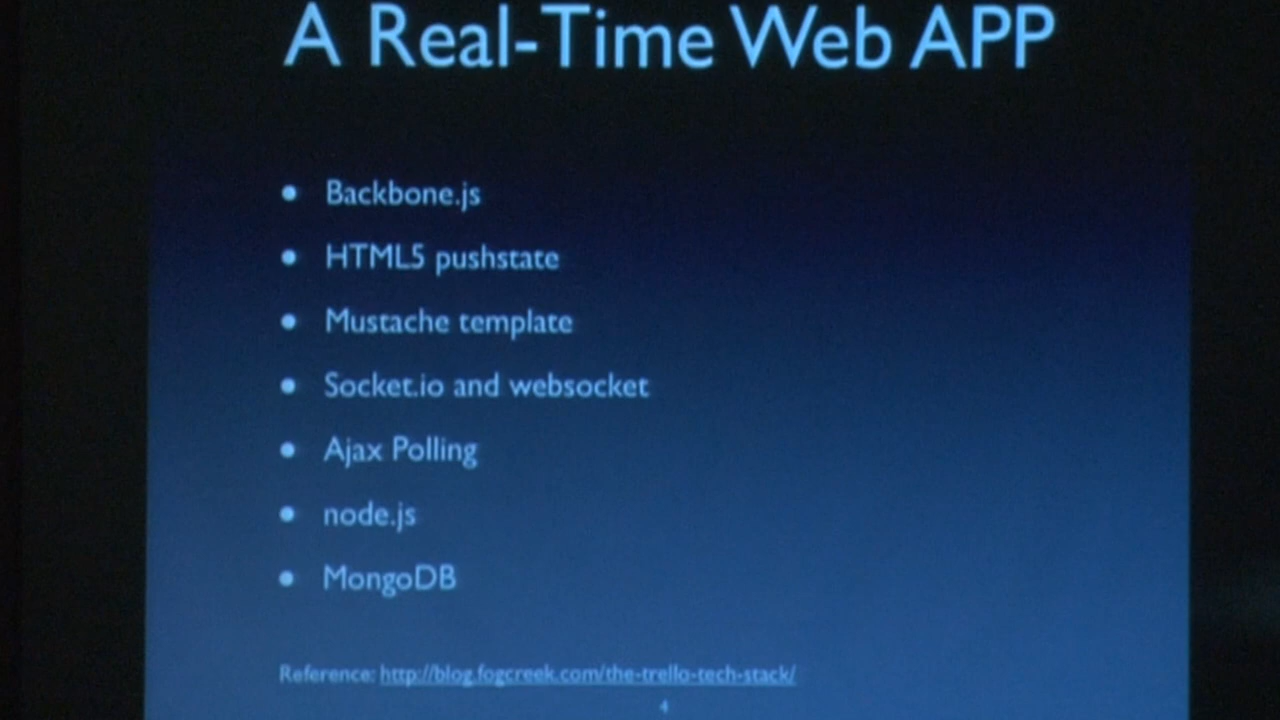 A Real-Time Web APP
• Backbone.js
• HTML5 pushstate
• Mustache template
• Socket.io and websocket
• Ajax Polling
• node.js
• MongoDB
Reference: http://blog.fogcreek.com/the-trello-tech-stack/
4